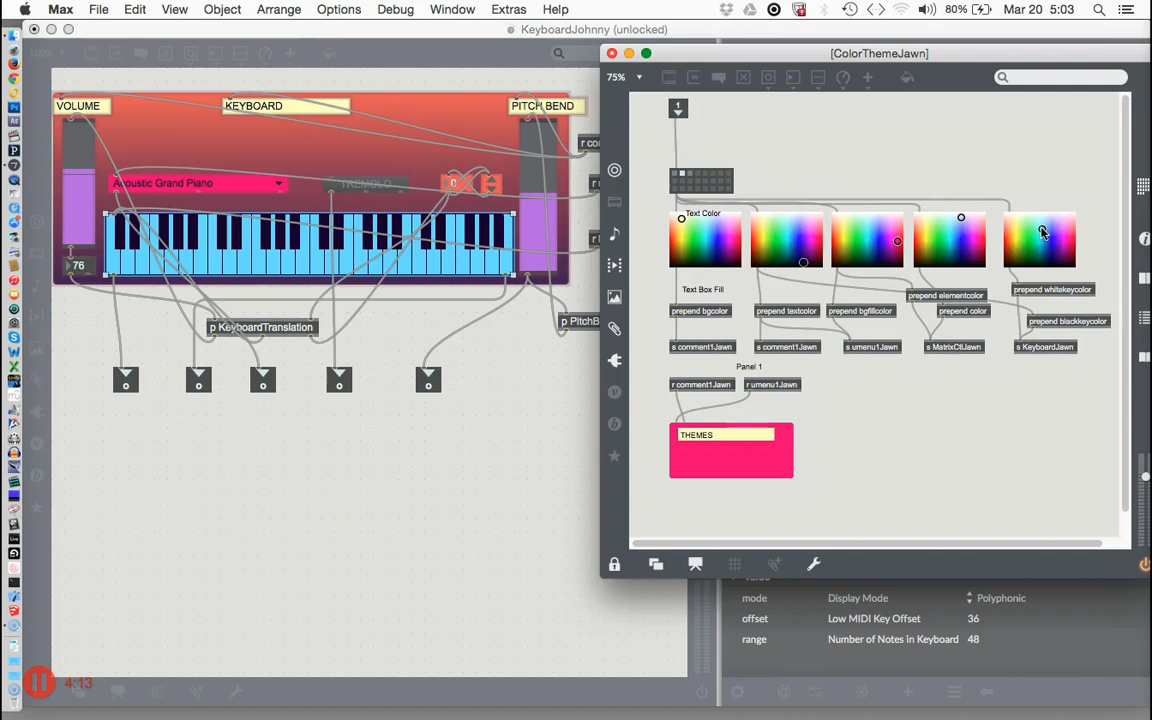 Max File Edit View Object Arrange Options Debug Window Extras Help 80% Mar 20 5:03
KeyboardJohnny (unlocked)
[ColorThemeJawn]
75%
1
VOLUME KEYBOARD PITCH BEND
r co
Acoustic Grand Piano TREMOLO 0
76
p KeyboardTranslation p PitchB
o o o o o
Text Color
Text Box Fill
prepend whitekeycolor
prepend elementcolor
prepend bgcolor prepend textcolor prepend bgfillcolor prepend color
prepend blackkeycolor
s comment1Jawn s comment1Jawn s umenu1Jawn s MatrixCtlJawn s KeyboardJawn
Panel 1
r comment1Jawn r umenu1Jawn
THEMES
mode Display Mode Polyphonic
offset Low MIDI Key Offset 36
range Number of Notes in Keyboard 48
4:13